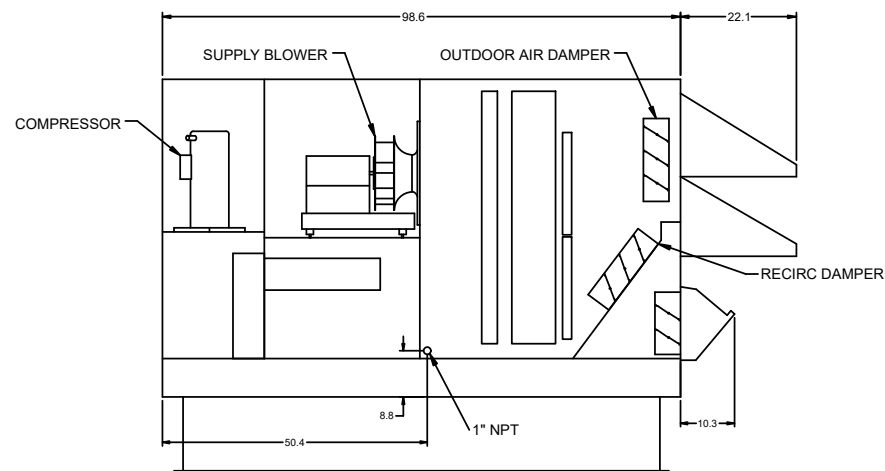 98.6
22.1
SUPPLY BLOWER
OUTDOOR AIR DAMPER
COMPRESSOR
RECIRC DAMPER
10.3
8.8
1" NPT
50.4